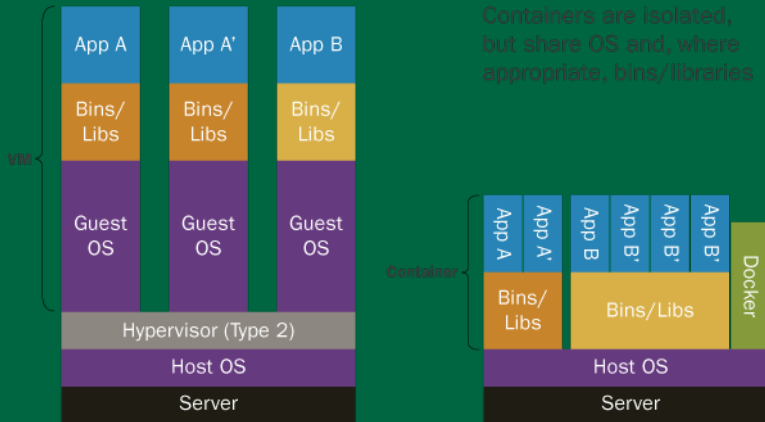 Containers are isolated,
but share OS and, where
appropriate, bins/libraries
App A
App A'
App B
Bins/
Libs
Bins/
Libs
Bins/
Libs
VM
Guest
OS
Guest
OS
Guest
OS
Hypervisor (Type 2)
Host OS
Server
App A
App A'
App B
App B'
App B'
App B'
Docker
Container
Bins/
Libs
Bins/Libs
Host OS
Server